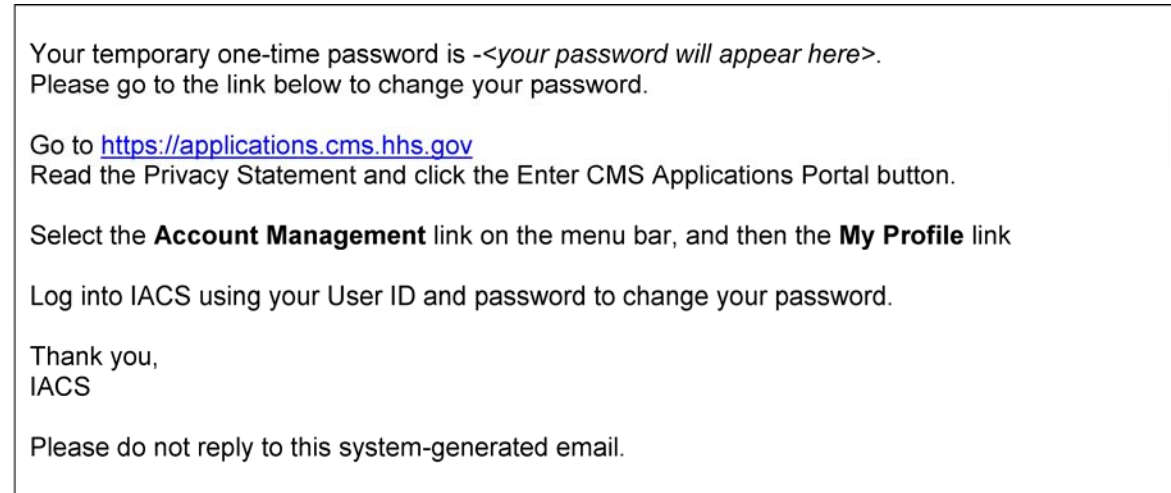 Your temporary one-time password is -<your password will appear here>.
Please go to the link below to change your password.
Go to https://applications.cms.hhs.gov
Read the Privacy Statement and click the Enter CMS Applications Portal button.
Select the Account Management link on the menu bar, and then the My Profile link
Log into IACS using your User ID and password to change your password.
Thank you,
IACS
Please do not reply to this system-generated email.